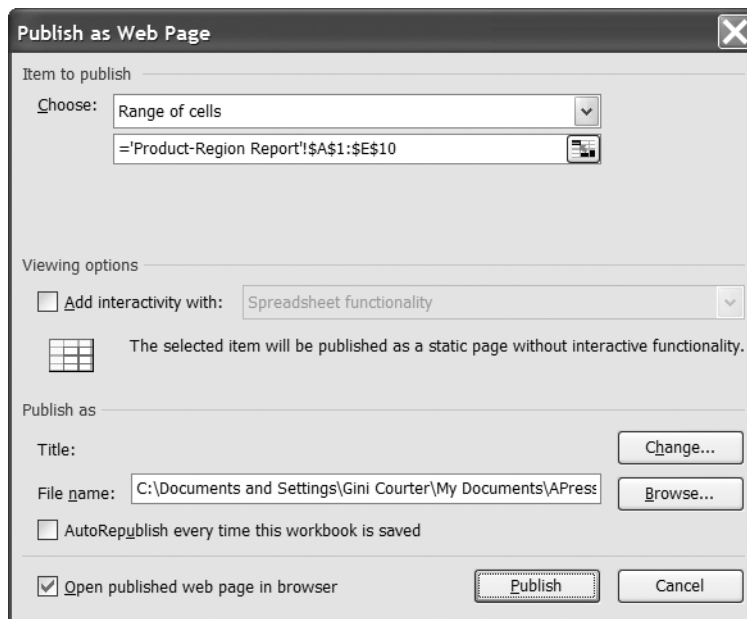 Publish as Web Page
Item to publish
Choose: Range of cells
='Product-Region Report'!$A$1:$E$10
Viewing options
Add interactivity with: Spreadsheet functionality
The selected item will be published as a static page without interactive functionality.
Publish as
Title: Change...
File name: C:\Documents and Settings\Gini Courter\My Documents\APress Browse...
AutoRepublish every time this workbook is saved
Open published web page in browser Publish Cancel